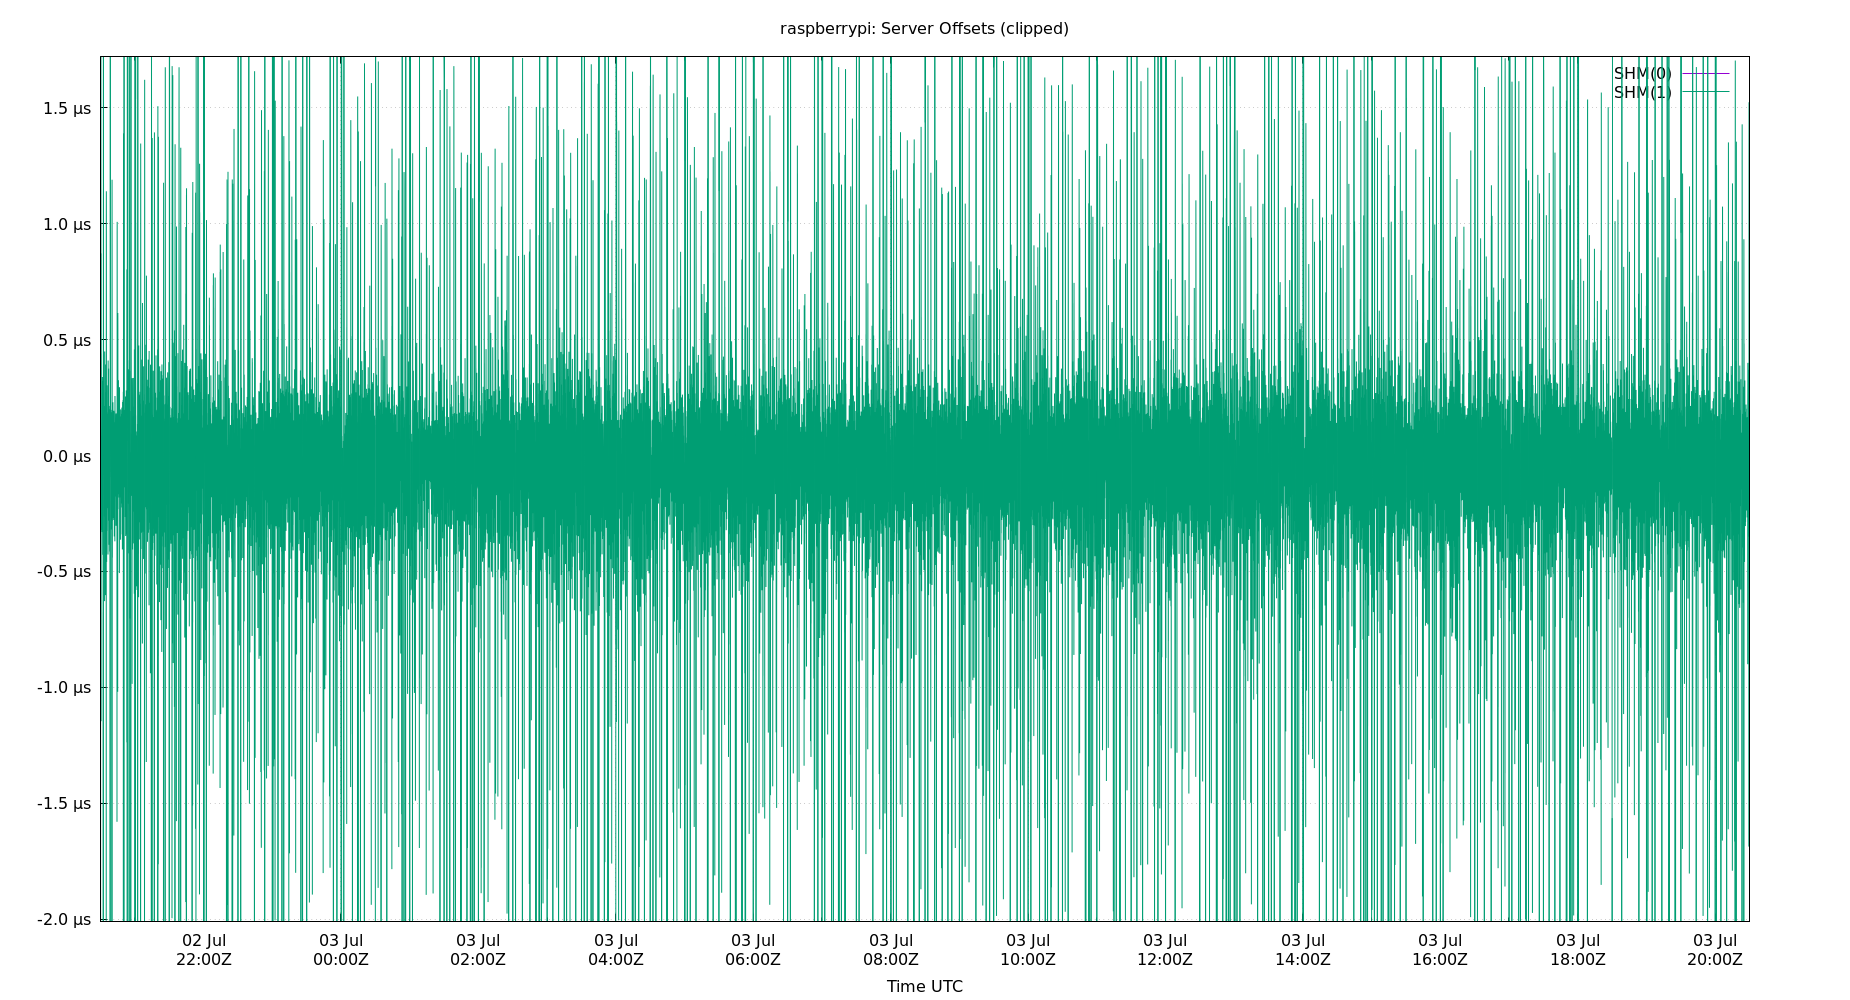 raspberrypi: Server Offsets (clipped)
SHM(0)
SHM(1)
1.5 μs
1.0 μs
0.5 μs
0.0 μs
-0.5 μs
-1.0 μs
-1.5 μs
-2.0 μs
02 Jul 03 Jul 03 Jul 03 Jul 03 Jul 03 Jul 03 Jul 03 Jul 03 Jul 03 Jul 03 Jul 03 Jul
22:00Z 00:00Z 02:00Z 04:00Z 06:00Z 08:00Z 10:00Z 12:00Z 14:00Z 16:00Z 18:00Z 20:00Z
Time UTC